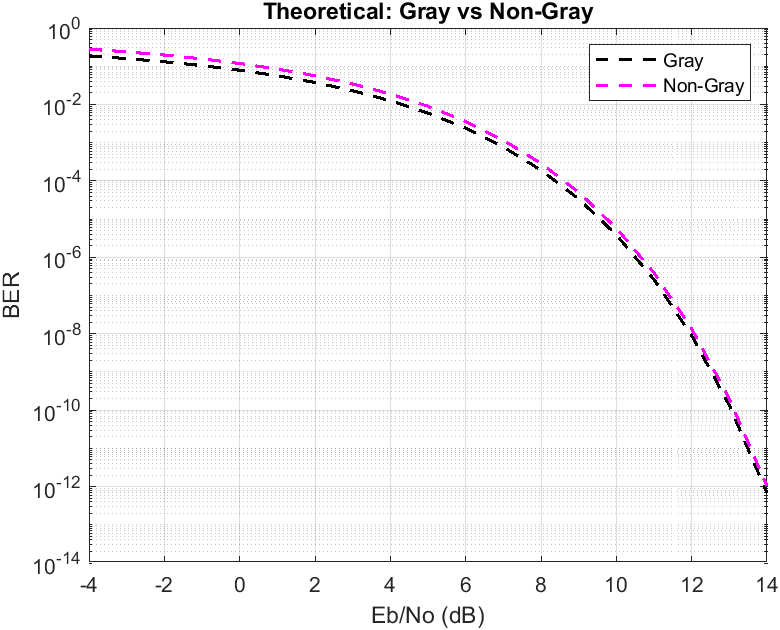 Theoretical: Gray vs Non-Gray
10^0
10^-2
10^-4
10^-6
10^-8
10^-10
10^-12
10^-14
BER
Gray
Non-Gray
-4 -2 0 2 4 6 8 10 12 14
Eb/No (dB)